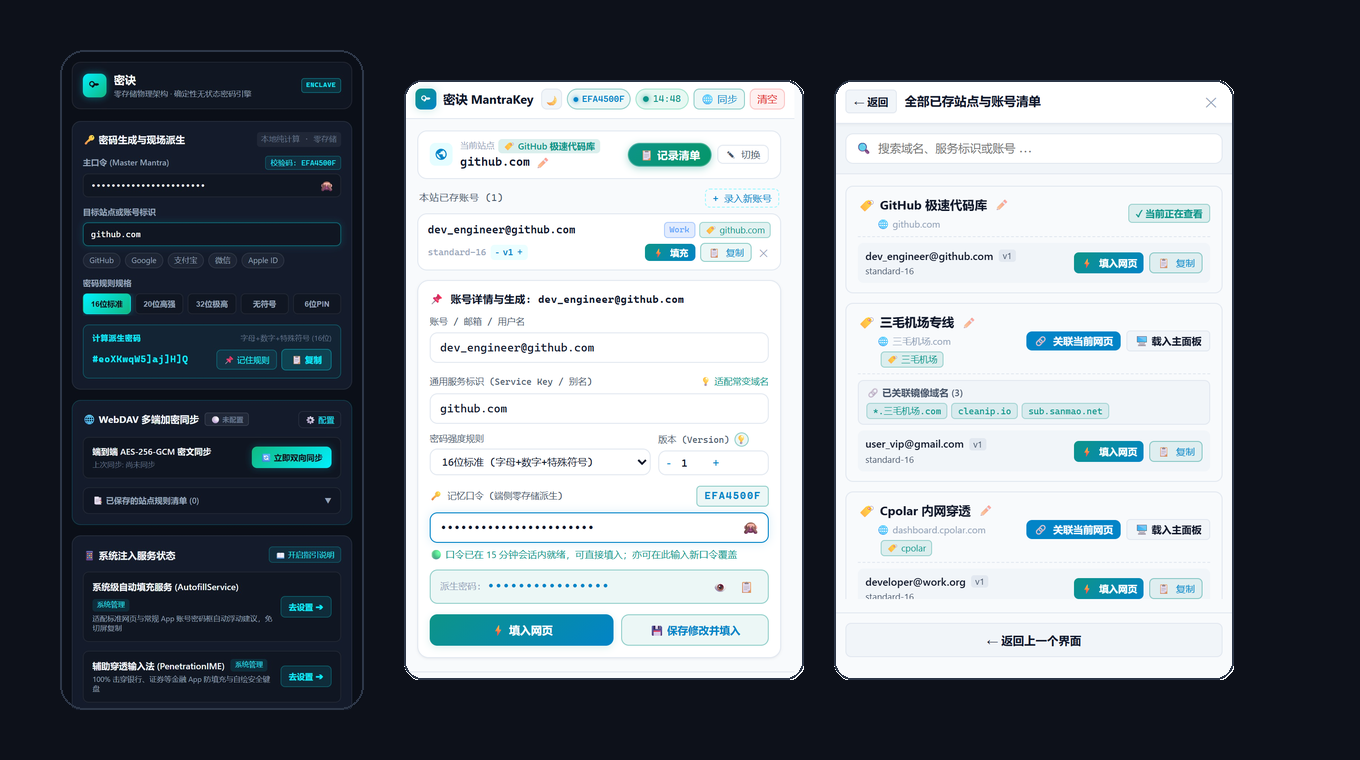 密诀
零存储物理架构 · 确定性无状态密码引擎
ENCLAVE
🔑 密码生成与现场派生
本地纯计算 · 零存储
主口令 (Master Mantra)
校验码: EFA4500F
••••••••••••••••••••••
目标站点或账号标识
github.com
GitHub Google 支付宝 微信 Apple ID
密码规则规格
16位标准 20位高强 32位极高 无符号 6位PIN
计算派生密码
字母+数字+特殊符号 (16位)
#eoXKwqW5]aj]H]Q
📌 记住规则 📋 复制
🌐 WebDAV 多端加密同步
未配置
⚙ 配置
端到端 AES-256-GCM 密文同步
上次同步: 尚未同步
🔄 立即双向同步
已保存的站点规则清单 (0) ▼
系统注入服务状态
📖 开启指引说明
系统级自动填充服务 (AutofillService)
系统管理
适配标准网页与常规 App 账号密码框自动浮动建议，免切屏复制
去设置 →
辅助穿透输入法 (PenetrationIME) 系统管理
100% 击穿银行、证券等金融 App 防填充与自绘安全键盘
去设置 →
密诀 MantraKey
🌙
EFA4500F
14:48
🌐 同步
清空
当前站点 GitHub 极速代码库
github.com ✏️
📋 记录清单
切换
本站已存账号 (1)
+ 录入新账号
dev_engineer@github.com
Work
github.com
standard-16 - v1 +
⚡ 填充 📋 复制 ×
📌 账号详情与生成: dev_engineer@github.com
账号 / 邮箱 / 用户名
dev_engineer@github.com
通用服务标识 (Service Key / 别名)
💡 适配常变域名
github.com
密码强度规则
版本 (Version) 💡
16位标准 (字母+数字+特殊符号)
- 1 +
🔑 记忆口令 (端侧零存储派生)
EFA4500F
•••••••••••••••••••••••
口令已在 15 分钟会话内就绪，可直接填入；亦可在此输入新口令覆盖
派生密码: ••••••••••••••••
⚡ 填入网页
💾 保存修改并填入
← 返回
全部已存站点与账号清单
×
🔍 搜索域名、服务标识或账号 ...
GitHub 极速代码库 ✏️
🌐 github.com
✓ 当前正在查看
dev_engineer@github.com v1
standard-16
⚡ 填入网页 📋 复制
三毛机场专线 ✏️
🌐 三毛机场.com
三毛机场
🔗 关联当前网页 🖥️ 载入主面板
🔗 已关联镜像域名 (3)
*.三毛机场.com cleanip.io sub.sanmao.net
user_vip@gmail.com v1
standard-16
⚡ 填入网页 📋 复制
Cpolar 内网穿透 ✏️
🌐 dashboard.cpolar.com
cpolar
🔗 关联当前网页 🖥️ 载入主面板
developer@work.org v1
standard-16
⚡ 填入网页 📋 复制
← 返回上一个界面